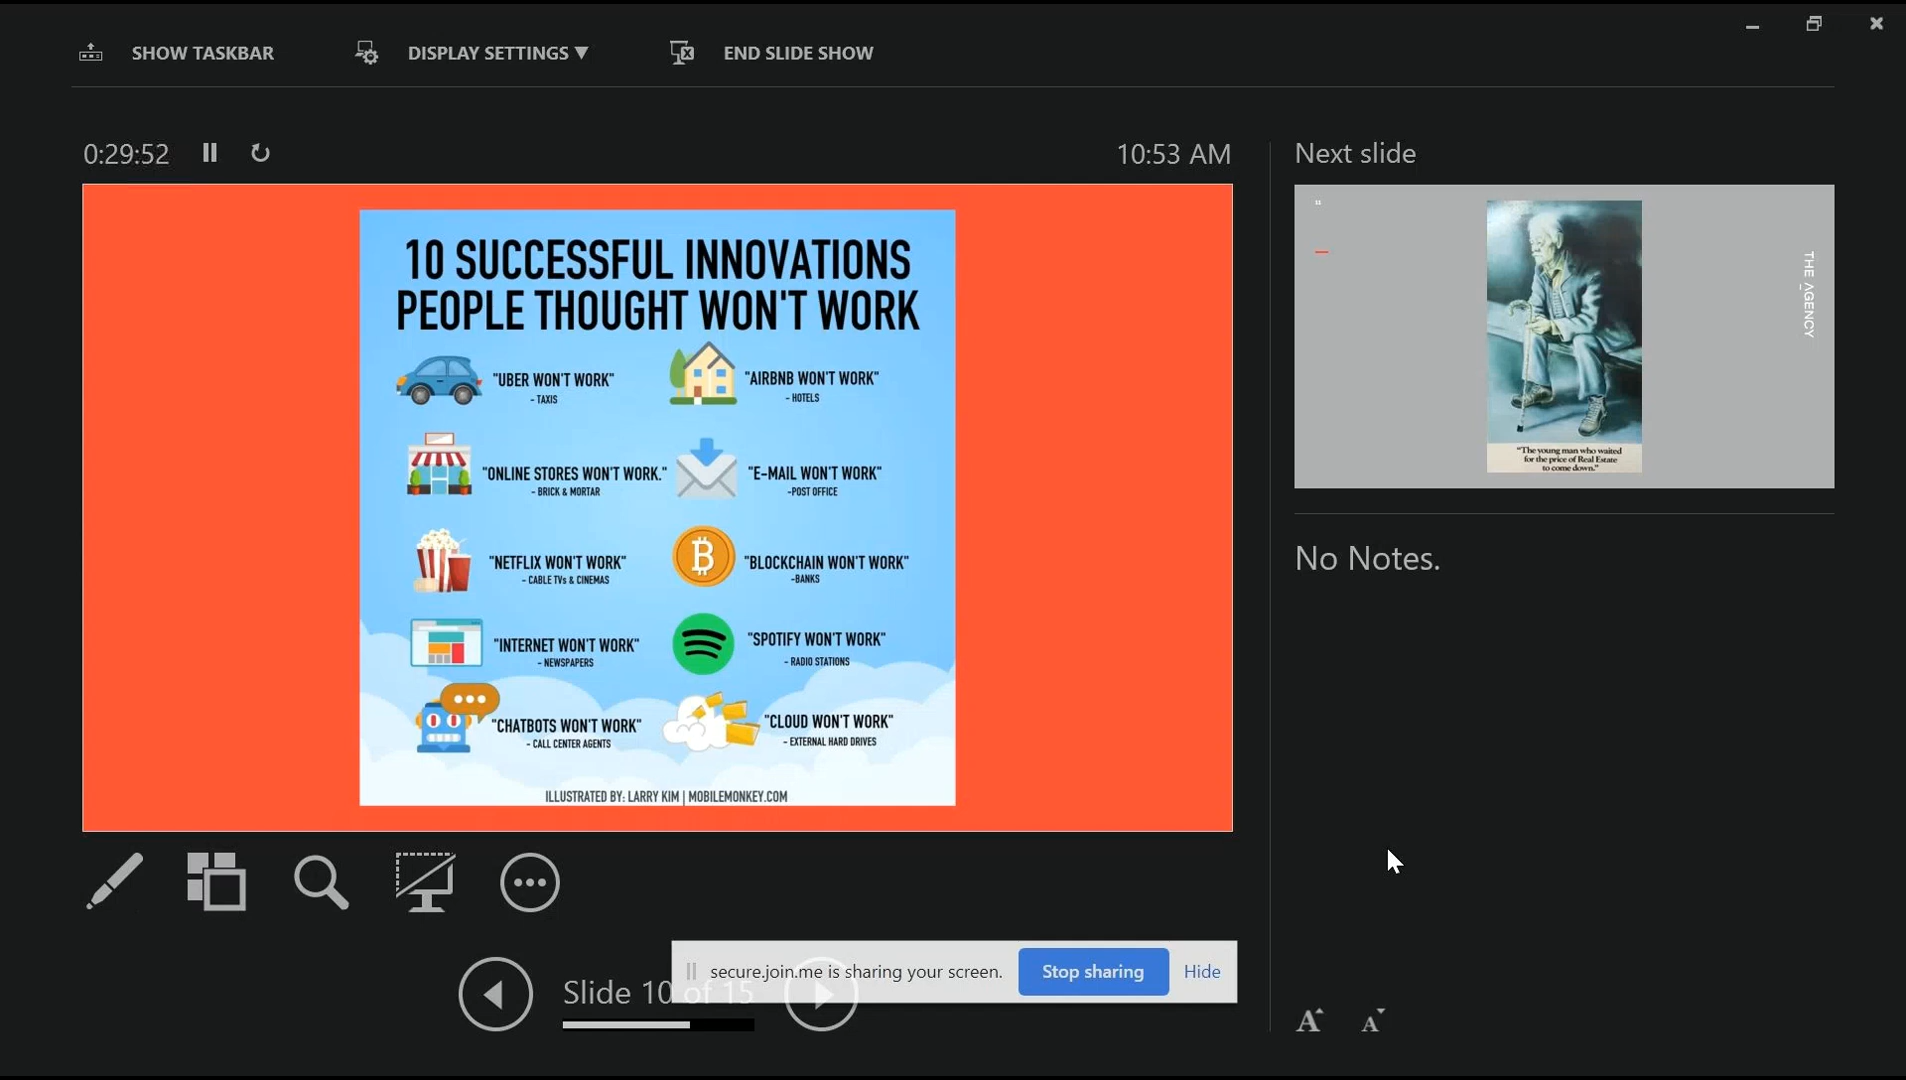 SHOW TASKBAR
DISPLAY SETTINGS ▼
END SLIDE SHOW
0:29:52
10:53 AM
Next slide
10 SUCCESSFUL INNOVATIONS
PEOPLE THOUGHT WON'T WORK
"UBER WON'T WORK"
- TAXIS
"AIRBNB WON'T WORK"
- HOTELS
"ONLINE STORES WON'T WORK."
- BRICK & MORTAR
"E-MAIL WON'T WORK"
-POST OFFICE
"NETFLIX WON'T WORK"
- CABLE TVs & CINEMAS
"BLOCKCHAIN WON'T WORK"
-BANKS
"INTERNET WON'T WORK"
- NEWSPAPERS
"SPOTIFY WON'T WORK"
- RADIO STATIONS
"CHATBOTS WON'T WORK"
- CALL CENTER AGENTS
"CLOUD WON'T WORK"
- EXTERNAL HARD DRIVES
ILLUSTRATED BY: LARRY KIM | MOBILEMONKEY.COM
“
THE AGENCY
"The young man who waited
for the price of Real Estate
to come down."
No Notes.
secure.join.me is sharing your screen.
Stop sharing
Hide
Slide 10 of 15
A
A